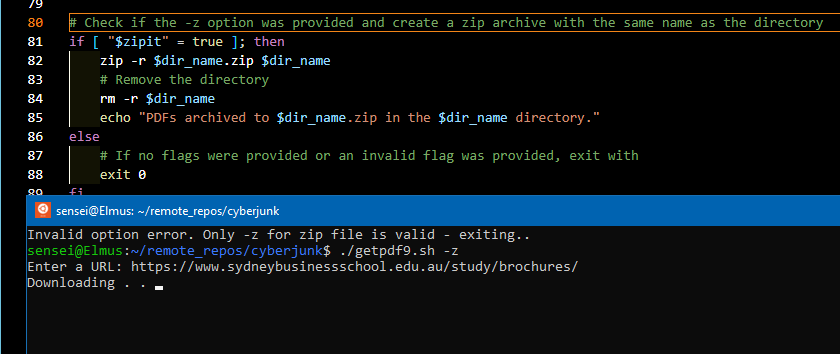 79
80 # Check if the -z option was provided and create a zip archive with the same name as the directory
81 if [ "$zipit" = true ]; then
82 zip -r $dir_name.zip $dir_name
83 # Remove the directory
84 rm -r $dir_name
85 echo "PDFs archived to $dir_name.zip in the $dir_name directory."
86 else
87 # If no flags were provided or an invalid flag was provided, exit with
88 exit 0
89 fi
sensei@Elmus: ~/remote_repos/cyberjunk
Invalid option error. Only -z for zip file is valid - exiting..
sensei@Elmus:~/remote_repos/cyberjunk$ ./getpdf9.sh -z
Enter a URL: https://www.sydneybusinessschool.edu.au/study/brochures/
Downloading . .